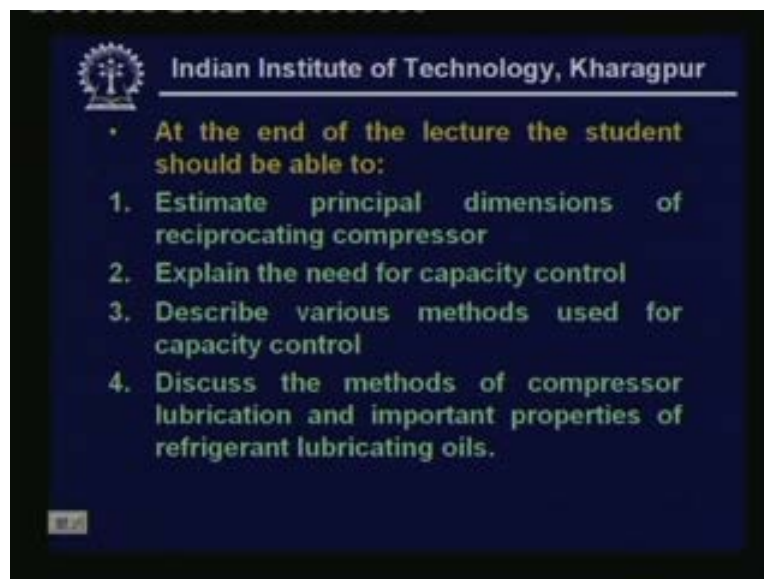 Indian Institute of Technology, Kharagpur
• At the end of the lecture the student
should be able to:
1. Estimate principal dimensions of
reciprocating compressor
2. Explain the need for capacity control
3. Describe various methods used for
capacity control
4. Discuss the methods of compressor
lubrication and important properties of
refrigerant lubricating oils.